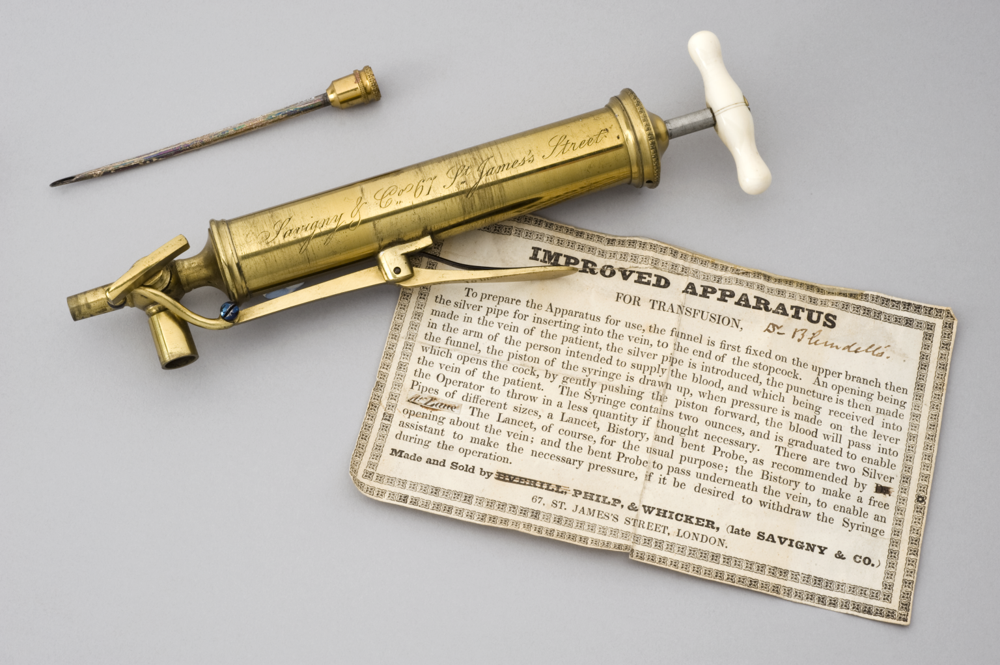 Savigny & Co. 67 St. James's Street
IMPROVED APPARATUS
FOR TRANSFUSION, Dr Blundell's.
To prepare the Apparatus for use, the funnel is first fixed on the upper branch then
the silver pipe for inserting into the vein, to the end of the stopcock. An opening being
made in the vein of the patient, the silver pipe is introduced, the puncture is then made
in the arm of the person intended to supply the blood, and which being received into
the funnel, the piston of the syringe is drawn up, when pressure is made on the lever
which opens the cock, by gently pushing the piston forward, the blood will pass into
the vein of the patient. The Syringe contains two ounces, and is graduated to enable
the Operator to throw in a less quantity if thought necessary. There are two Silver
Pipes of different sizes, a Lancet, Bistory, and bent Probe, as recommended by
Lane The Lancet, of course, for the usual purpose; the Bistory to make a free
opening about the vein; and the bent Probe to pass underneath the vein, to enable an
assistant to make the necessary pressure, if it be desired to withdraw the Syringe
during the operation.
Made and Sold by EVERILL, PHILP, & WHICKER, (late SAVIGNY & CO.)
67, ST. JAMES'S STREET, LONDON.